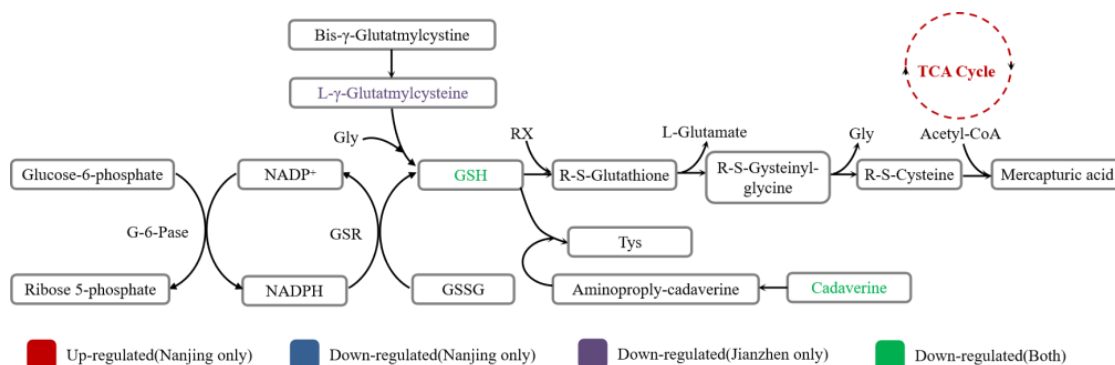 Bis-γ-Glutatmylcystine
L-γ-Glutatmylcysteine
TCA Cycle
Gly
RX
L-Glutamate
Gly
Acetyl-CoA
Glucose-6-phosphate
NADP+
GSH
R-S-Glutathione
R-S-Gysteinyl-
glycine
R-S-Cysteine
Mercapturic acid
G-6-Pase
GSR
Tys
Ribose 5-phosphate
NADPH
GSSG
Aminoproply-cadaverine
Cadaverine
Up-regulated(Nanjing only)
Down-regulated(Nanjing only)
Down-regulated(Jianzhen only)
Down-regulated(Both)